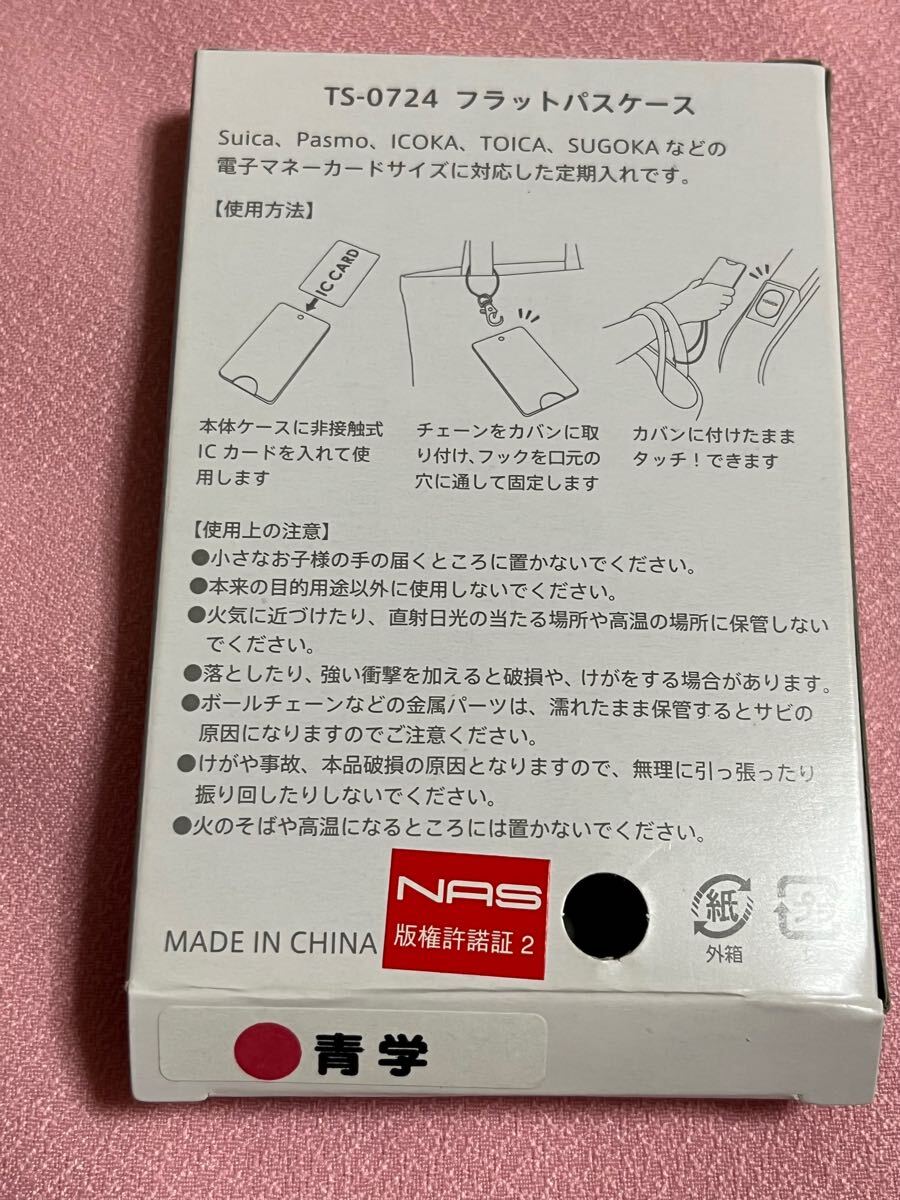 TS-0724 フラットパスケース
Suica、Pasmo、ICOKA、TOICA、SUGOKAなどの
電子マネーカードサイズに対応した定期入れです。
【使用方法】
IC CARD
本体ケースに非接触式
ICカードを入れて使
用します
チェーンをカバンに取
り付け、フックを口元の
穴に通して固定します
カバンに付けたまま
タッチ！できます
【使用上の注意】
●小さなお子様の手の届くところに置かないでください。
●本来の目的用途以外に使用しないでください。
●火気に近づけたり、直射日光の当たる場所や高温の場所に保管しない
でください。
●落としたり、強い衝撃を加えると破損や、けがをする場合があります。
●ボールチェーンなどの金属パーツは、濡れたまま保管するとサビの
原因になりますのでご注意ください。
●けがや事故、本品破損の原因となりますので、無理に引っ張ったり
振り回したりしないでください。
●火のそばや高温になるところには置かないでください。
MADE IN CHINA
NAS
版権許諾証2
紙
外箱
青学